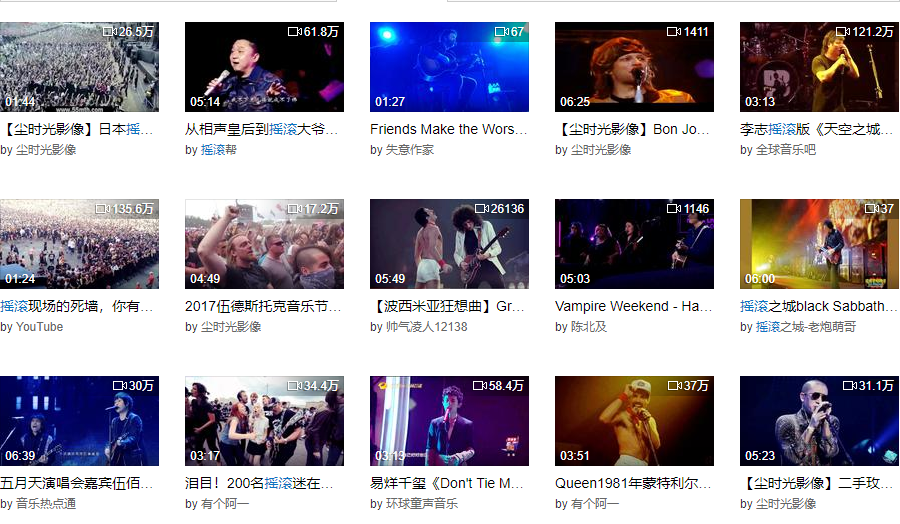 26.5万
01:44
【尘时光影像】日本摇…
by 尘时光影像
61.8万
05:14
从相声皇后到摇滚大爷…
by 摇滚帮
67
01:27
Friends Make the Wors…
by 失意作家
1411
06:25
【尘时光影像】Bon Jo…
by 尘时光影像
121.2万
03:13
李志摇滚版《天空之城…
by 全球音乐吧
135.6万
01:24
摇滚现场的死墙，你有…
by YouTube
17.2万
04:49
2017伍德斯托克音乐节…
by 尘时光影像
26136
05:49
【波西米亚狂想曲】Gr…
by 帅气凌人12138
1146
05:03
Vampire Weekend - Ha…
by 陈北及
37
06:00
摇滚之城black Sabbath…
by 摇滚之城-老炮萌哥
30万
06:39
五月天演唱会嘉宾伍佰…
by 音乐热点通
34.4万
03:17
泪目！200名摇滚迷在…
by 有个阿一
58.4万
03:19
易烊千玺《Don't Tie M…
by 环球童声音乐
37万
03:51
Queen1981年蒙特利尔…
by 有个阿一
31.1万
05:23
【尘时光影像】二手玫…
by 尘时光影像